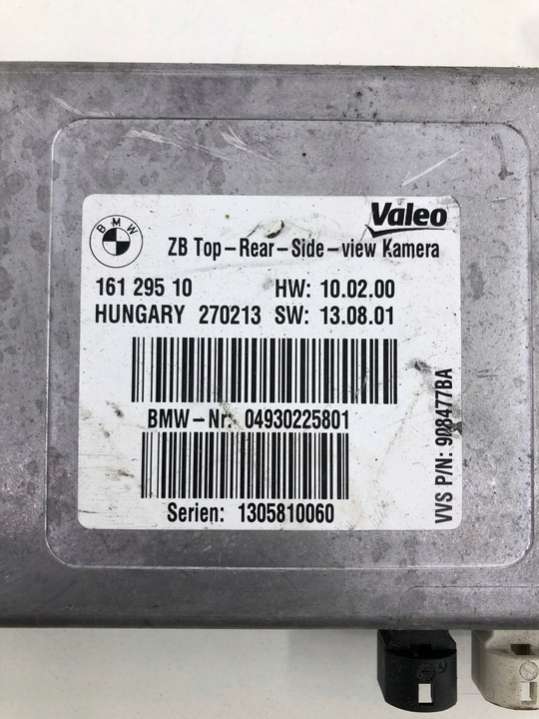 BMW
Valeo
ZB Top-Rear-Side-view Kamera
161 295 10 HW: 10.02.00
HUNGARY 270213 SW: 13.08.01
BMW-Nr: 04930225801
Serien: 1305810060
VVS P/N: 908477BA